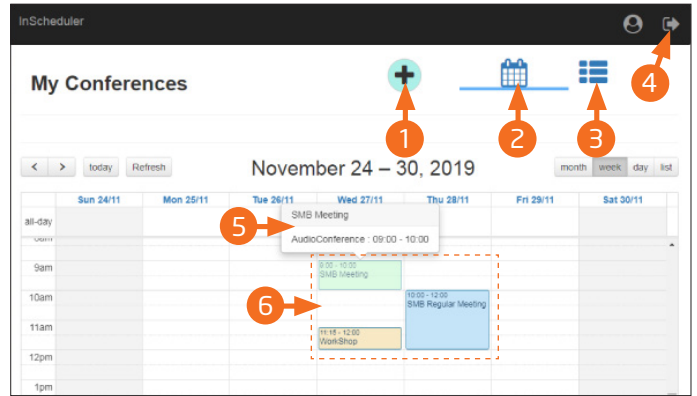 InScheduler
4
My Conferences
1
2
3
today Refresh
November 24 – 30, 2019
month week day list
Sun 24/11 Mon 25/11 Tue 26/11 Wed 27/11 Thu 28/11 Fri 29/11 Sat 30/11
all-day
SMB Meeting
5
AudioConference : 09:00 - 10:00
8am
9am
9:00 - 10:00
SMB Meeting
6
10am
10:00 - 12:00
SMB Regular Meeting
11am
11:15 - 12:00
WorkShop
12pm
1pm